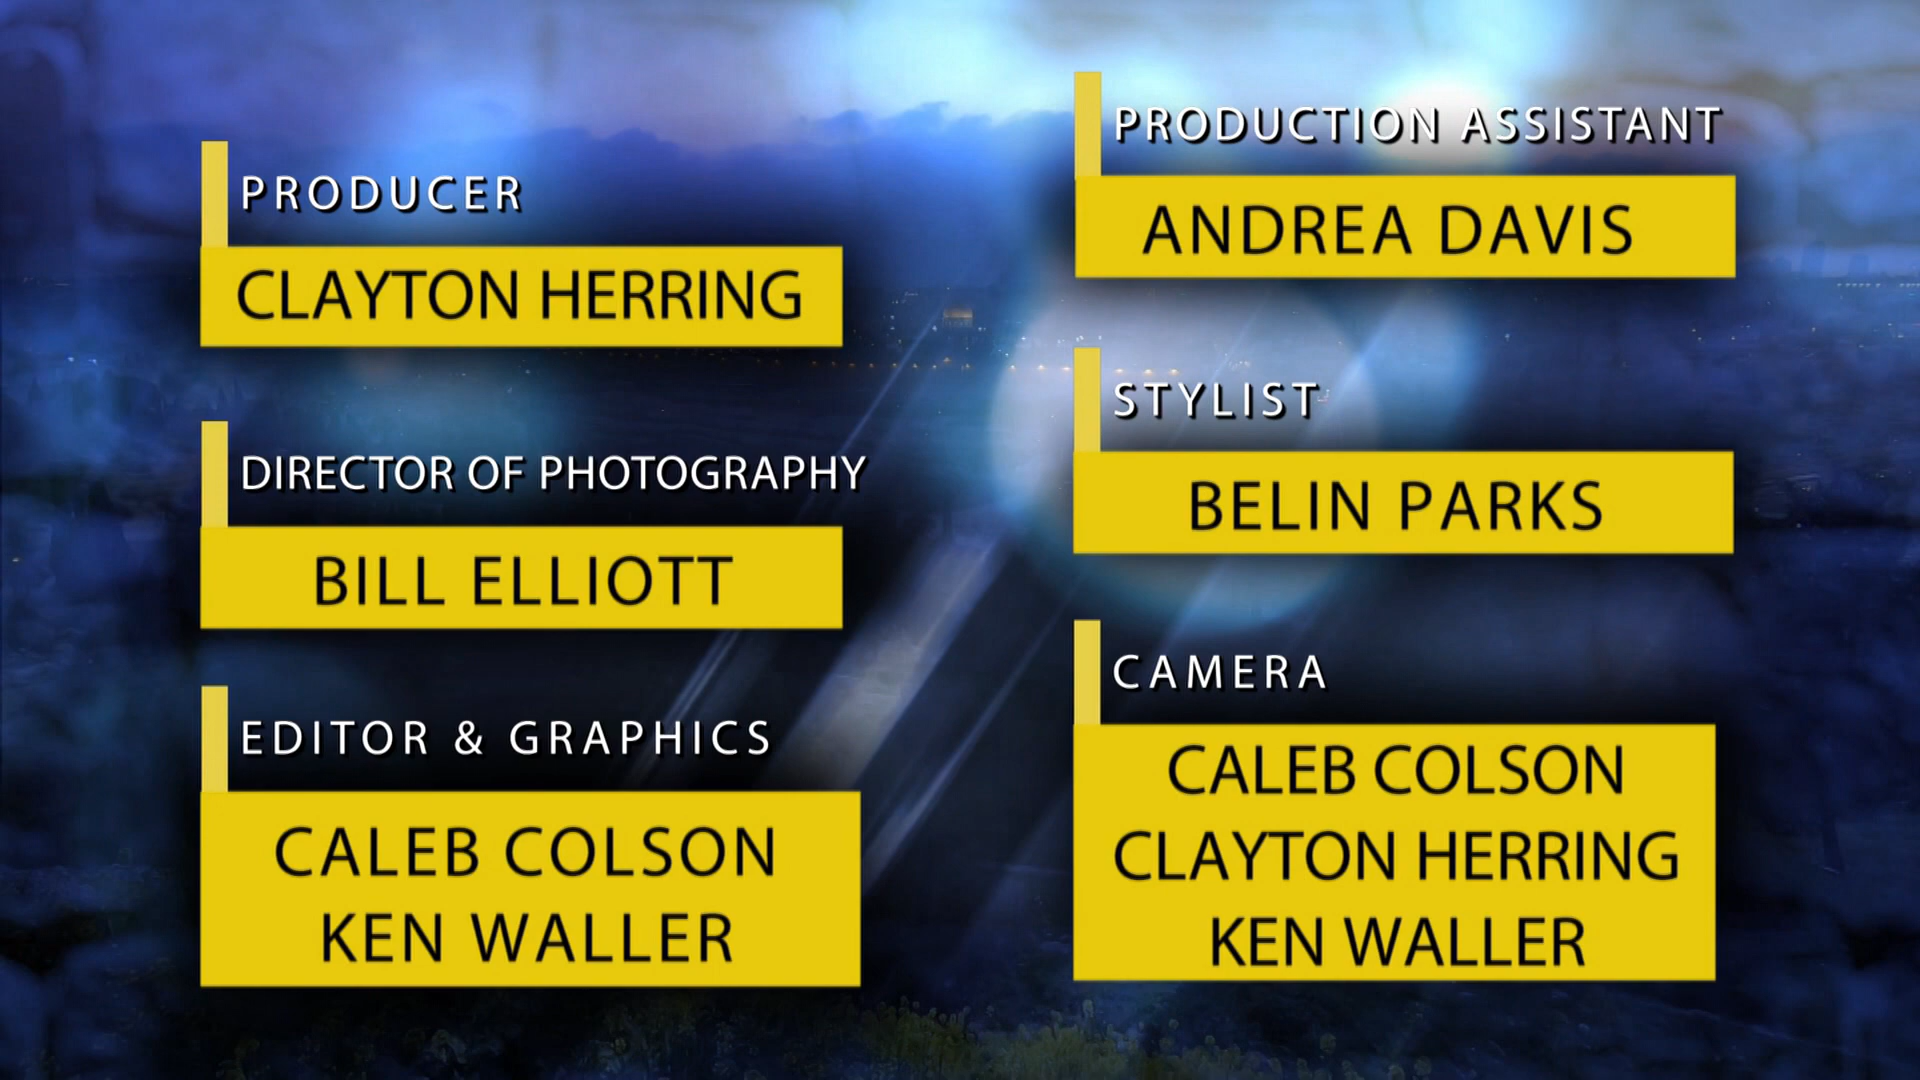 PRODUCER
CLAYTON HERRING
DIRECTOR OF PHOTOGRAPHY
BILL ELLIOTT
EDITOR & GRAPHICS
CALEB COLSON
KEN WALLER
PRODUCTION ASSISTANT
ANDREA DAVIS
STYLIST
BELIN PARKS
CAMERA
CALEB COLSON
CLAYTON HERRING
KEN WALLER